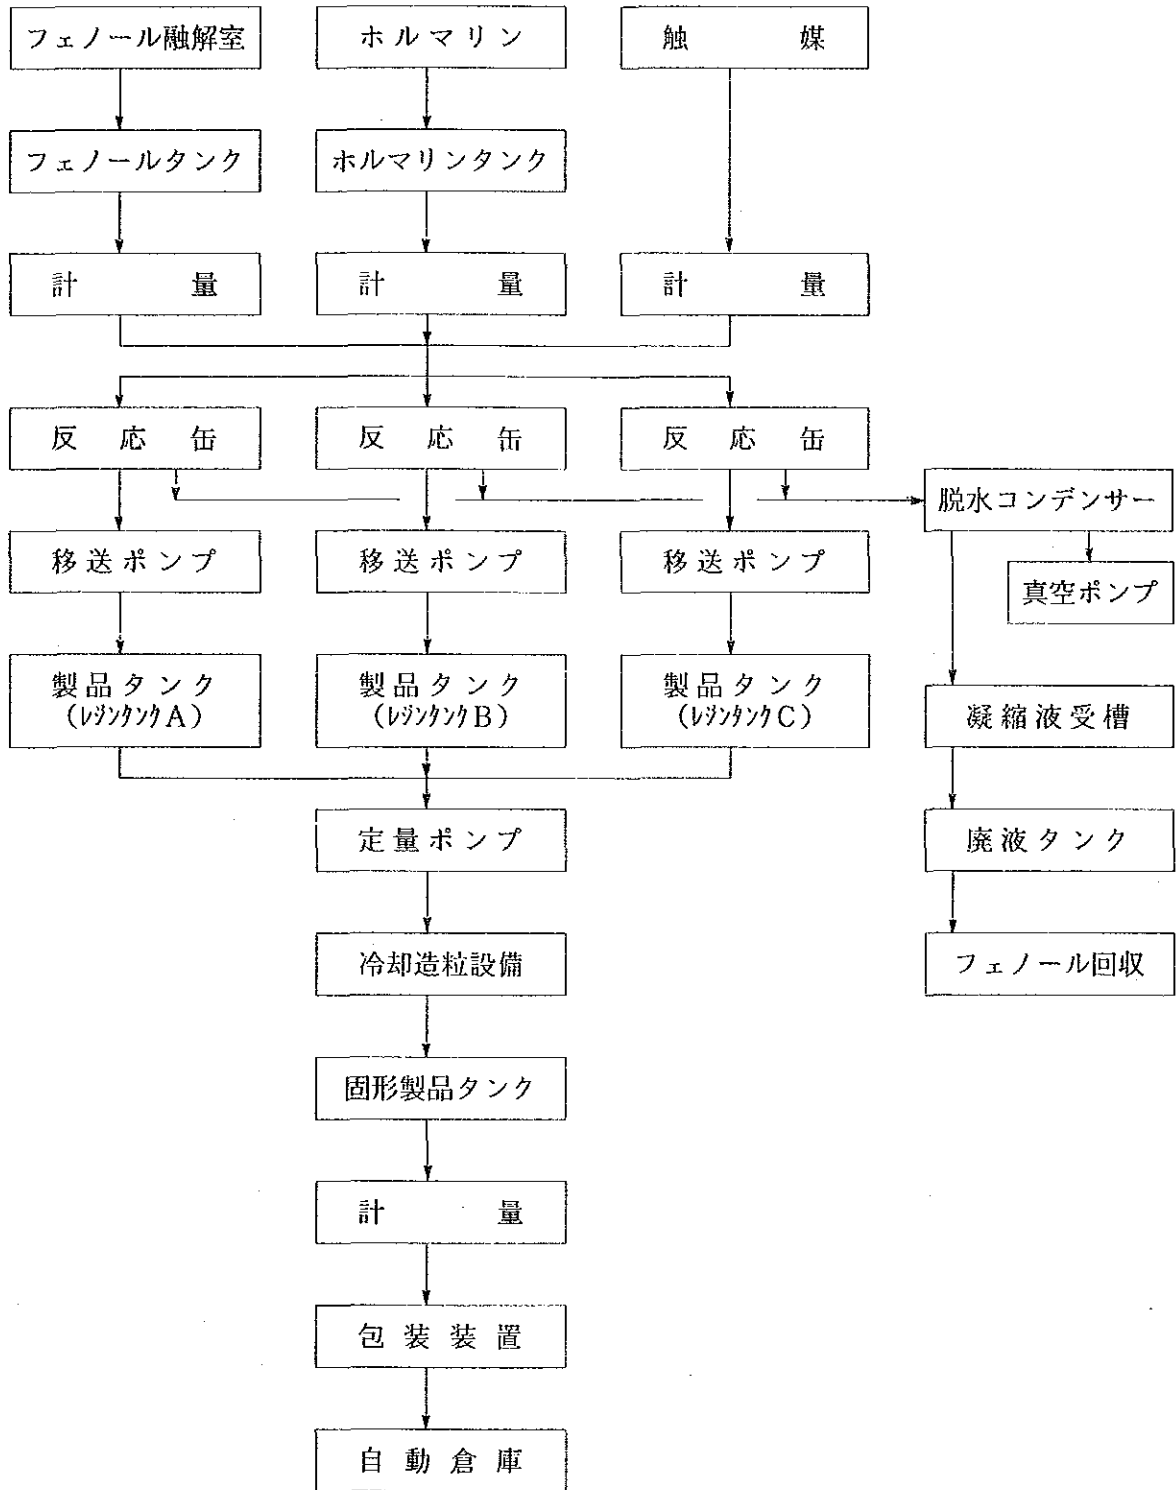 フェノール融解室
ホルマリン
触媒
フェノールタンク
ホルマリンタンク
計量
計量
計量
反応缶
反応缶
反応缶
脱水コンデンサー
移送ポンプ
移送ポンプ
移送ポンプ
真空ポンプ
製品タンク
(レジンタンクA)
製品タンク
(レジンタンクB)
製品タンク
(レジンタンクC)
凝縮液受槽
定量ポンプ
廃液タンク
冷却造粒設備
フェノール回収
固形製品タンク
計量
包装装置
自動倉庫